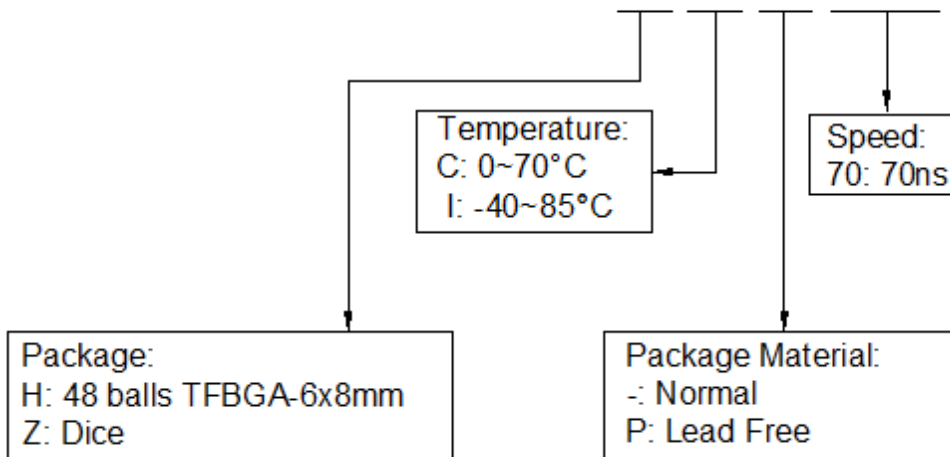 Temperature:
C: 0~70°C
I: -40~85°C
Speed:
70: 70ns
Package:
H: 48 balls TFBGA-6x8mm
Z: Dice
Package Material:
-: Normal
P: Lead Free